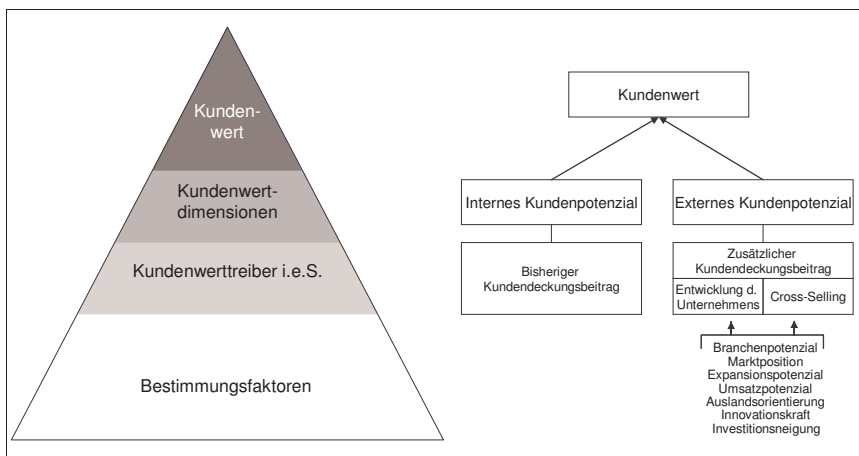 Kunden-
wert
Kundenwert-
dimensionen
Kundenwerttreiber i.e.S.
Bestimmungsfaktoren
Kundenwert
Internes Kundenpotenzial
Externes Kundenpotenzial
Bisheriger
Kundendeckungsbeitrag
Zusätzlicher
Kundendeckungsbeitrag
Entwicklung d.
Unternehmens
Cross-Selling
Branchenpotenzial
Marktposition
Expansionspotenzial
Umsatzpotenzial
Auslandsorientierung
Innovationskraft
Investitionsneigung